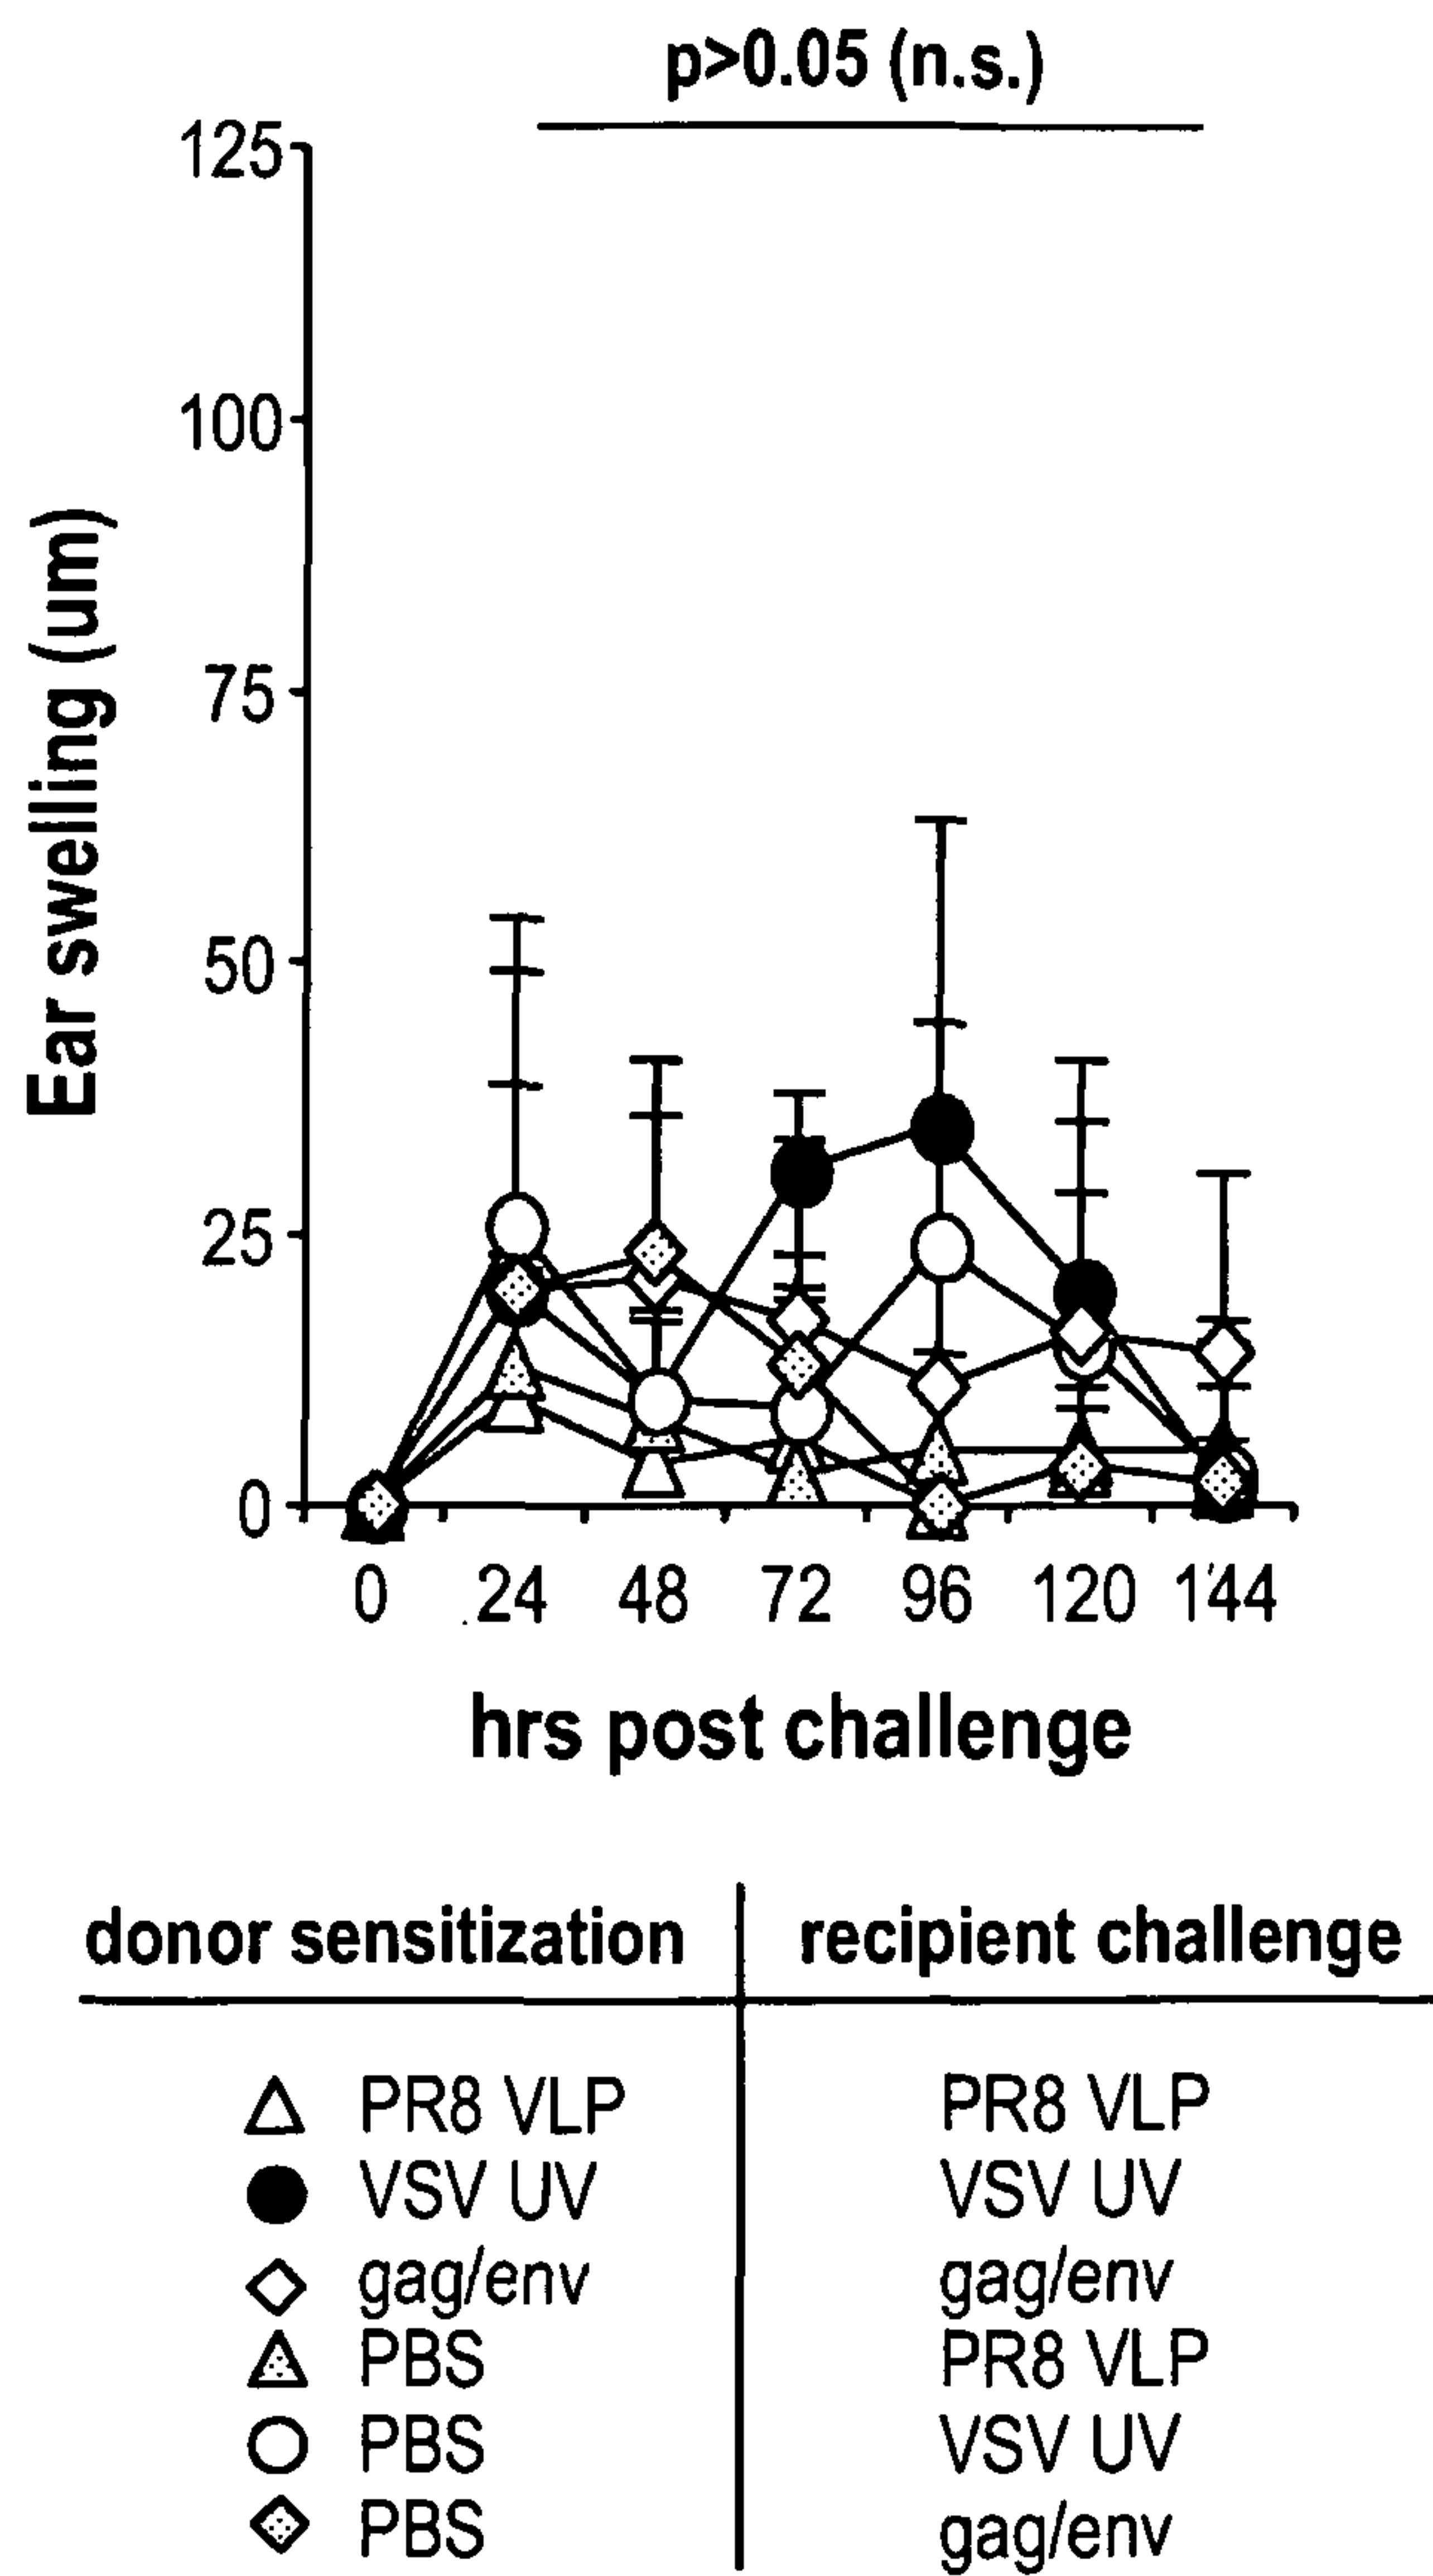 p>0.05 (n.s.)
125
100
75
50
25
0
Ear swelling (um)
0 24 48 72 96 120 144
hrs post challenge
donor sensitization recipient challenge
PR8 VLP PR8 VLP
VSV UV VSV UV
gag/env gag/env
PBS PR8 VLP
PBS VSV UV
PBS gag/env